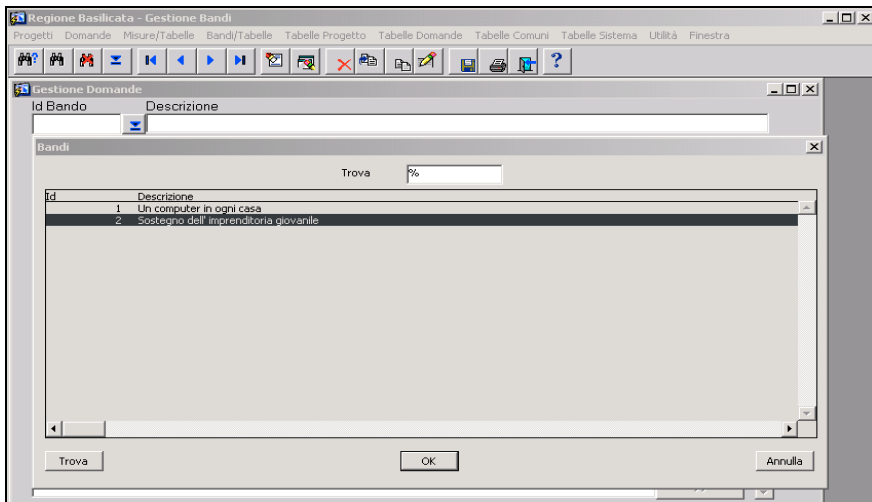 Regione Basilicata - Gestione Bandi
Progetti Domande Misure/Tabelle Bandi/Tabelle Tabelle Progetto Tabelle Domande Tabelle Comuni Tabelle Sistema Utilità Finestra
Gestione Domande
Id Bando Descrizione
Bandi
Trova %
Id Descrizione
1 Un computer in ogni casa
2 Sostegno dell' imprenditoria giovanile
Trova OK Annulla